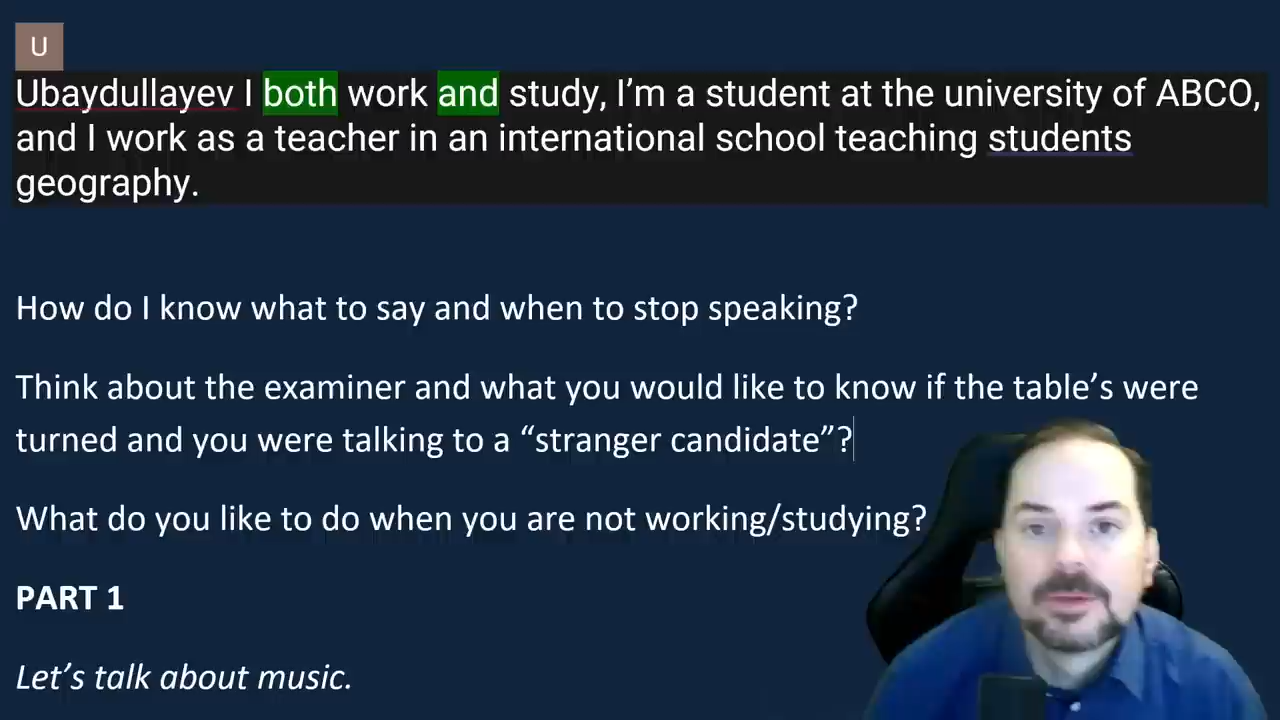 U
Ubaydullayev I both work and study, I’m a student at the university of ABCO,
and I work as a teacher in an international school teaching students
geography.
How do I know what to say and when to stop speaking?
Think about the examiner and what you would like to know if the table’s were
turned and you were talking to a “stranger candidate”?
What do you like to do when you are not working/studying?
PART 1
Let’s talk about music.